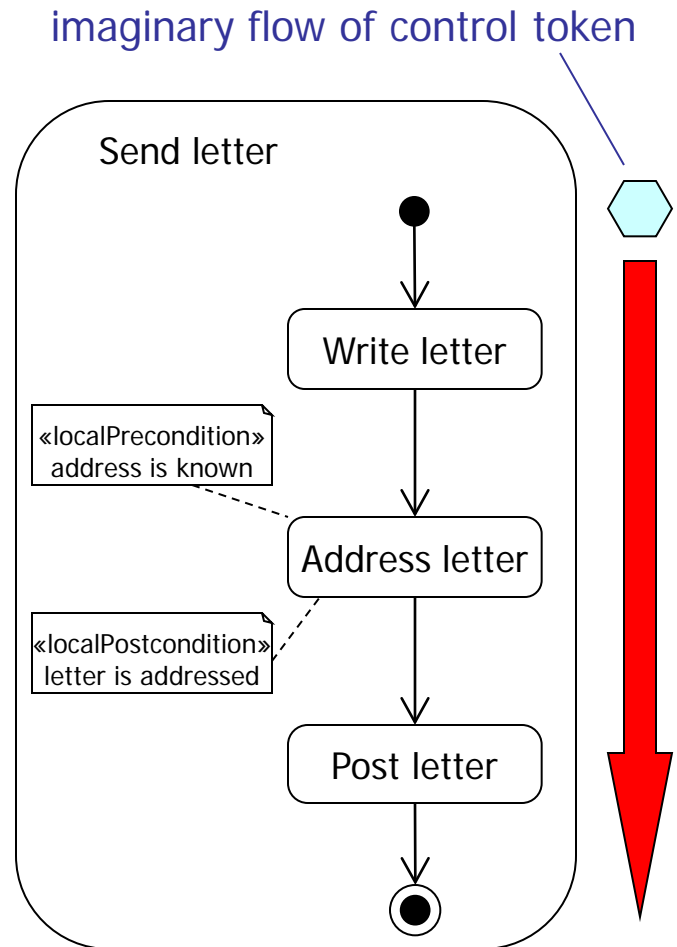 imaginary flow of control token
Send letter
Write letter
«localPrecondition»
address is known
Address letter
«localPostcondition»
letter is addressed
Post letter